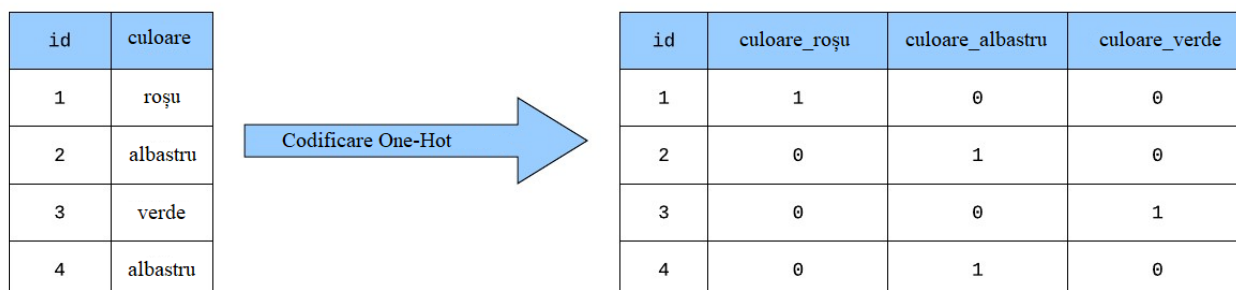 id culoare
1 roșu
2 albastru
3 verde
4 albastru
Codificare One-Hot
id culoare_roșu culoare_albastru culoare_verde
1 1 0 0
2 0 1 0
3 0 0 1
4 0 1 0